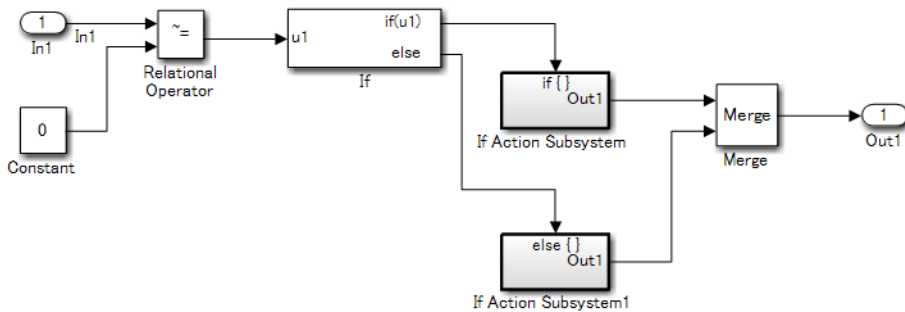 1
In1
In1
~=
Relational
Operator
0
Constant
u1
if(u1)
else
If
if { }
Out1
If Action Subsystem
else { }
Out1
If Action Subsystem1
Merge
Merge
1
Out1